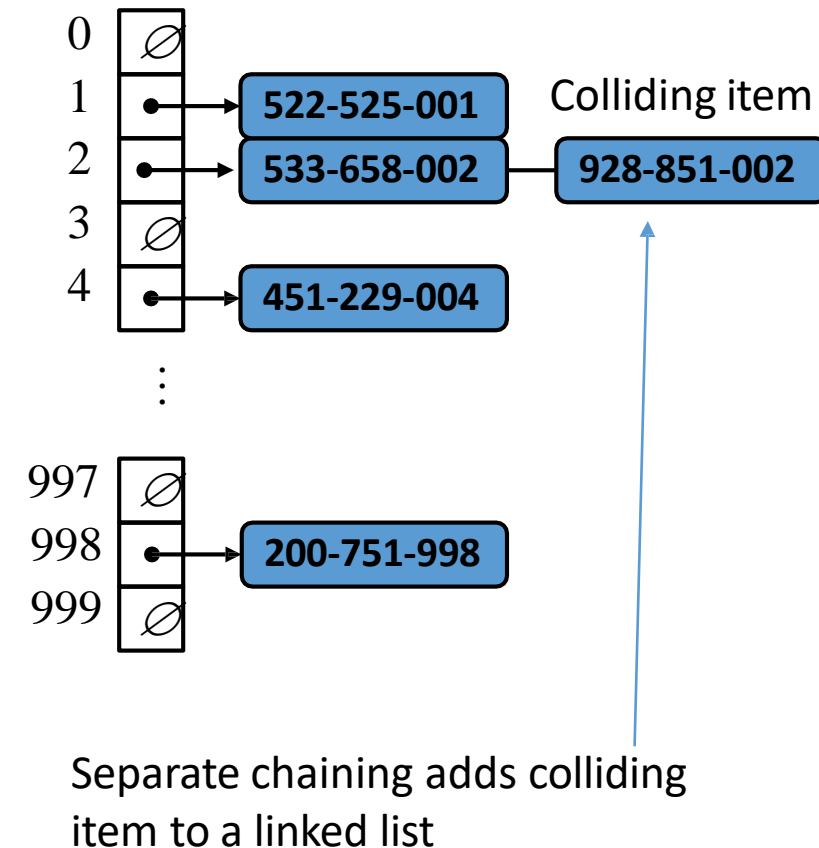 0
1 522-525-001 Colliding item
2 533-658-002 928-851-002
3
4 451-229-004
⋮
997
998 200-751-998
999
Separate chaining adds colliding
item to a linked list